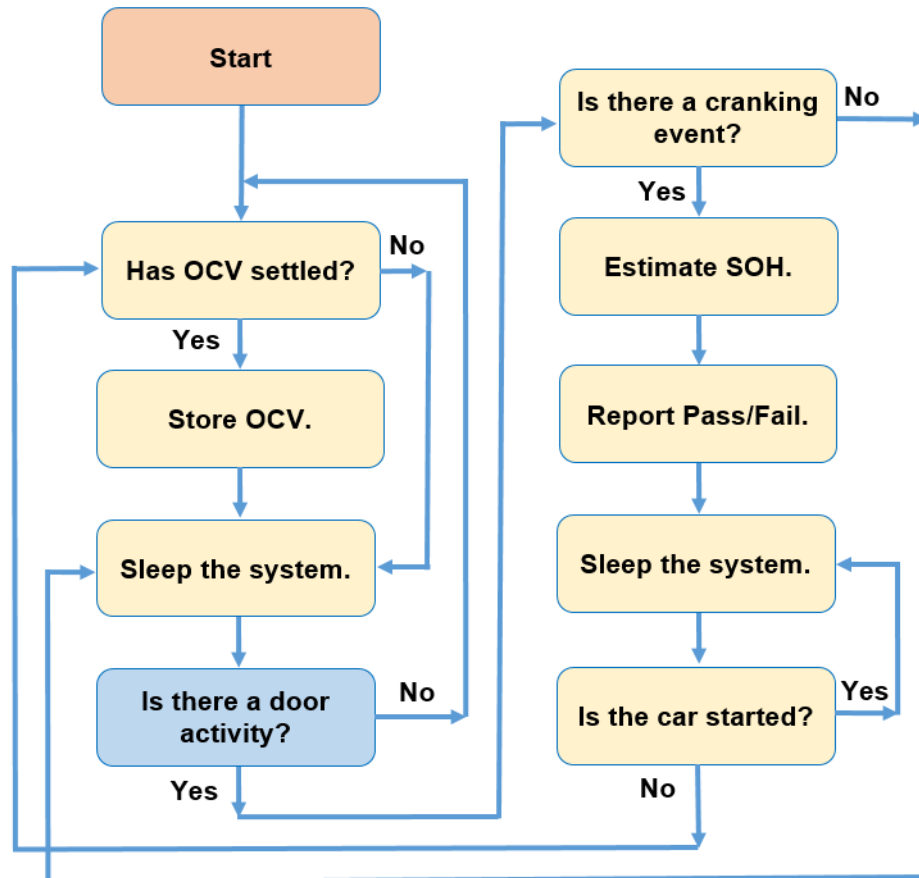 Start
Has OCV settled?
No
Yes
Store OCV.
Sleep the system.
Is there a door
activity?
No
Yes
Is there a cranking
event?
No
Yes
Estimate SOH.
Report Pass/Fail.
Sleep the system.
Is the car started?
Yes
No